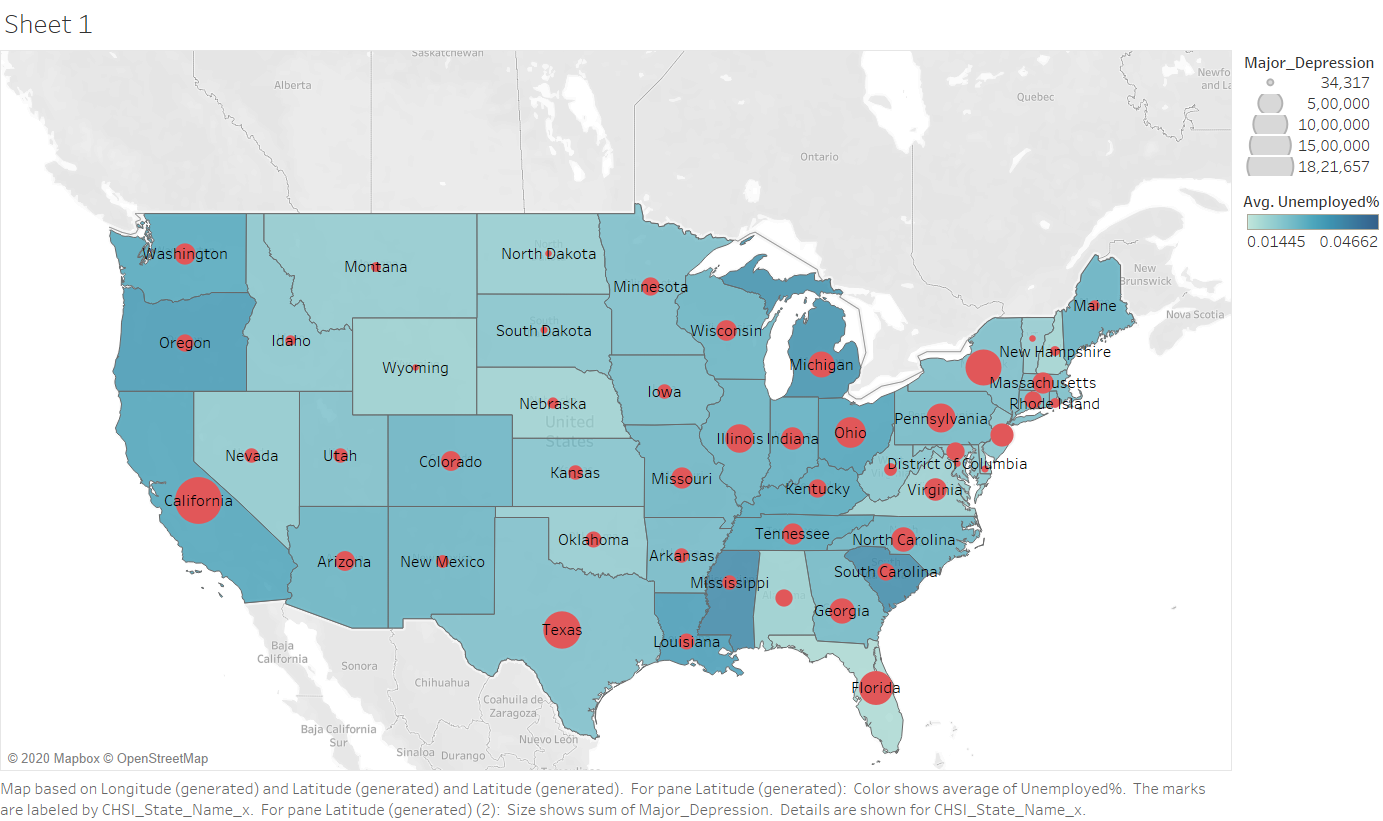 Sheet 1
Saskatchewan
Alberta
Quebec
Newfo
and La
Ontario
New
Brunswick
Nova Scotia
Washington
Montana
North Dakota
Minnesota
Maine
Oregon
Idaho
South Dakota
Wisconsin
Michigan
New Hampshire
Wyoming
Massachusetts
Iowa
Nebraska
Rhode Island
United
States
Pennsylvania
Nevada
Utah
Colorado
Kansas
Illinois
Indiana
Ohio
District of Columbia
California
Missouri
Kentucky
Virginia
Arizona
New Mexico
Oklahoma
Arkansas
Tennessee
North Carolina
Mississippi
South Carolina
Georgia
Texas
Louisiana
Florida
Baja
California
Sonora
Chihuahua
Coahuila de
Zaragoza
Baja California
Sur
Sinaloa
Durango
Nuevo León
© 2020 Mapbox © OpenStreetMap
Major_Depression
34,317
5,00,000
10,00,000
15,00,000
18,21,657
Avg. Unemployed%
0.01445 0.04662
Map based on Longitude (generated) and Latitude (generated) and Latitude (generated). For pane Latitude (generated): Color shows average of Unemployed%. The marks
are labeled by CHSI_State_Name_x. For pane Latitude (generated) (2): Size shows sum of Major_Depression. Details are shown for CHSI_State_Name_x.